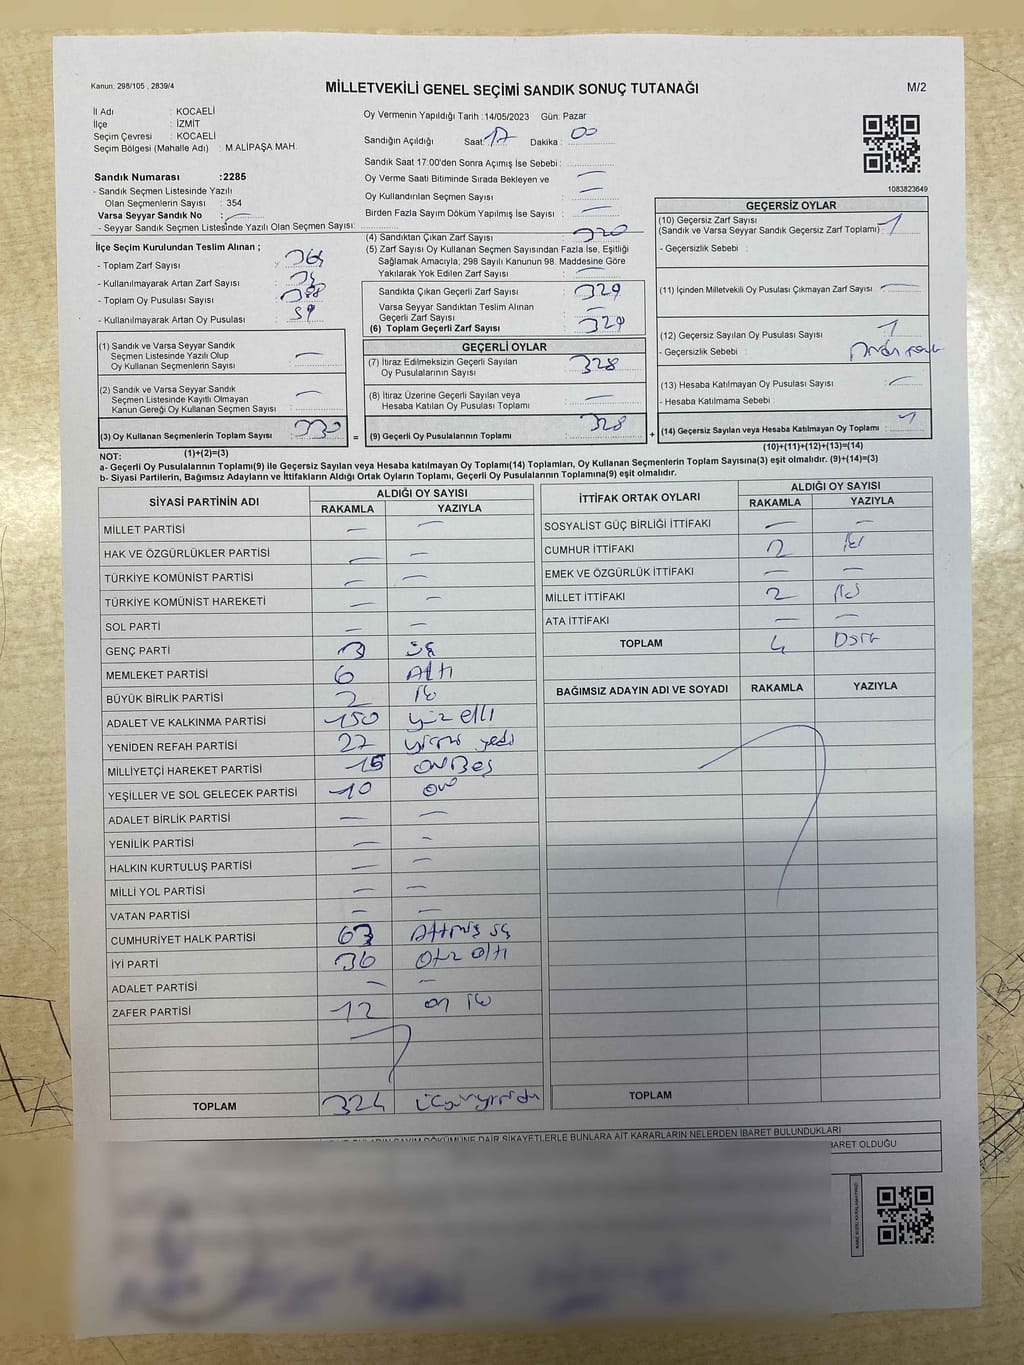 Kanun: 298/105 , 2839/4
MİLLETVEKİLİ GENEL SEÇİMİ SANDIK SONUÇ TUTANAĞI
M/2
İl Adı : KOCAELİ
İlçe : İZMİT
Seçim Çevresi : KOCAELİ
Seçim Bölgesi (Mahalle Adı) : M.ALİPAŞA MAH.
Sandık Numarası :2285
- Sandık Seçmen Listesinde Yazılı
Olan Seçmenlerin Sayısı : 354
Varsa Seyyar Sandık No : —
- Seyyar Sandık Seçmen Listesinde Yazılı Olan Seçmen Sayısı:
Oy Vermenin Yapıldığı Tarih :14/05/2023 Gün: Pazar
Sandığın Açıldığı Saat: 17 Dakika : 00
Sandık Saat 17:00'den Sonra Açımış İse Sebebi :
Oy Verme Saati Bitiminde Sırada Bekleyen ve —
Oy Kullandırılan Seçmen Sayısı : —
Birden Fazla Sayım Döküm Yapılmış İse Sayısı : —
1083823649
İlçe Seçim Kurulundan Teslim Alınan ;
- Toplam Zarf Sayısı : 364
- Kullanılmayarak Artan Zarf Sayısı : 34
- Toplam Oy Pusulası Sayısı : 388
- Kullanılmayarak Artan Oy Pusulası : 59
(1) Sandık ve Varsa Seyyar Sandık
Seçmen Listesinde Yazılı Olup
Oy Kullanan Seçmenlerin Sayısı : —
(2) Sandık ve Varsa Seyyar Sandık
Seçmen Listesinde Kayıtlı Olmayan
Kanun Gereği Oy Kullanan Seçmen Sayısı : —
(3) Oy Kullanan Seçmenlerin Toplam Sayısı : 330
(1)+(2)=(3)
(4) Sandıktan Çıkan Zarf Sayısı :
(5) Zarf Sayısı Oy Kullanan Seçmen Sayısından Fazla İse, Eşitliği
Sağlamak Amacıyla; 298 Sayılı Kanunun 98. Maddesine Göre
Yakılarak Yok Edilen Zarf Sayısı : —
Sandıkta Çıkan Geçerli Zarf Sayısı : 329
Varsa Seyyar Sandıktan Teslim Alınan
Geçerli Zarf Sayısı : —
(6) Toplam Geçerli Zarf Sayısı : 329
GEÇERLİ OYLAR
(7) İtiraz Edilmeksizin Geçerli Sayılan
Oy Pusulalarının Sayısı : 328
(8) İtiraz Üzerine Geçerli Sayılan veya
Hesaba Katılan Oy Pusulası Toplamı : —
= (9) Geçerli Oy Pusulalarının Toplamı : 328
GEÇERSİZ OYLAR
(10) Geçersiz Zarf Sayısı
(Sandık ve Varsa Seyyar Sandık Geçersiz Zarf Toplamı) : 1
- Geçersizlik Sebebi :
(11) İçinden Milletvekili Oy Pusulası Çıkmayan Zarf Sayısı : —
(12) Geçersiz Sayılan Oy Pusulası Sayısı : 1
- Geçersizlik Sebebi :
(13) Hesaba Katılmayan Oy Pusulası Sayısı : —
- Hesaba Katılmama Sebebi :
+ (14) Geçersiz Sayılan veya Hesaba Katılmayan Oy Toplamı : 1
(10)+(11)+(12)+(13)=(14)
NOT:
a- Geçerli Oy Pusulalarının Toplamı(9) ile Geçersiz Sayılan veya Hesaba katılmayan Oy Toplamı(14) Toplamları, Oy Kullanan Seçmenlerin Toplam Sayısına(3) eşit olmalıdır. (9)+(14)=(3)
b- Siyasi Partilerin, Bağımsız Adayların ve İttifakların Aldığı Ortak Oyların Toplamı, Geçerli Oy Pusulalarının Toplamına(9) eşit olmalıdır.
SİYASİ PARTİNİN ADI ALDIĞI OY SAYISI
RAKAMLA YAZIYLA
MİLLET PARTİSİ — —
HAK VE ÖZGÜRLÜKLER PARTİSİ — —
TÜRKİYE KOMÜNİST PARTİSİ — —
TÜRKİYE KOMÜNİST HAREKETİ — —
SOL PARTİ — —
GENÇ PARTİ 3 üç
MEMLEKET PARTİSİ 6 Altı
BÜYÜK BİRLİK PARTİSİ 2 iki
ADALET VE KALKINMA PARTİSİ 150 yüz elli
YENİDEN REFAH PARTİSİ 27 yirmi yedi
MİLLİYETÇİ HAREKET PARTİSİ 15 on Beş
YEŞİLLER VE SOL GELECEK PARTİSİ 10 on
ADALET BİRLİK PARTİSİ — —
YENİLİK PARTİSİ — —
HALKIN KURTULUŞ PARTİSİ — —
MİLLİ YOL PARTİSİ — —
VATAN PARTİSİ — —
CUMHURİYET HALK PARTİSİ 63 Altmış üç
İYİ PARTİ 36 otuz altı
ADALET PARTİSİ — —
ZAFER PARTİSİ 12 on iki
TOPLAM 324
İTTİFAK ORTAK OYLARI ALDIĞI OY SAYISI
RAKAMLA YAZIYLA
SOSYALİST GÜÇ BİRLİĞİ İTTİFAKI — —
CUMHUR İTTİFAKI 2 iki
EMEK VE ÖZGÜRLÜK İTTİFAKI — —
MİLLET İTTİFAKI 2 iki
ATA İTTİFAKI — —
TOPLAM 4 Dört
BAĞIMSIZ ADAYIN ADI VE SOYADI RAKAMLA YAZIYLA
TOPLAM
SAYIM DÖKÜMÜNE DAİR ŞİKAYETLERLE BUNLARA AİT KARARLARIN NELERDEN İBARET BULUNDUKLARI
İBARET OLDUĞU